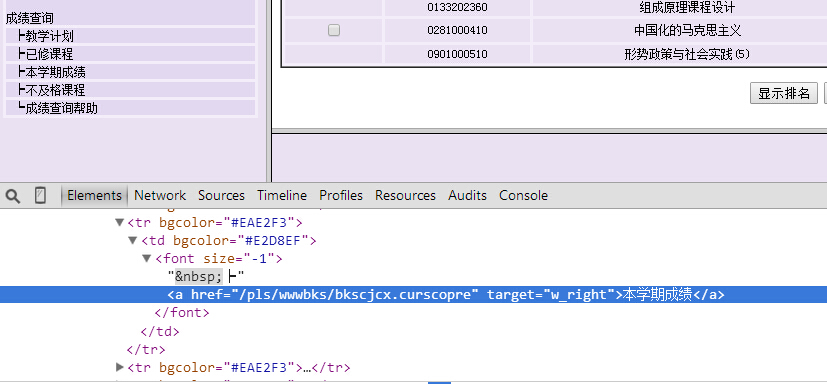 成绩查询
┝教学计划
┝已修课程
┝本学期成绩
┝不及格课程
┕成绩查询帮助
0133202360 组成原理课程设计
0281000410 中国化的马克思主义
0901000510 形势政策与社会实践(5)
显示排名
Elements Network Sources Timeline Profiles Resources Audits Console
<tr bgcolor="#EAE2F3">
<td bgcolor="#E2D8EF">
<font size="-1">
"&nbsp;┝"
<a href="/pls/wwwbks/bkscjcx.curscopre" target="w_right">本学期成绩</a>
</font>
</td>
</tr>
<tr bgcolor="#EAE2F3">…</tr>